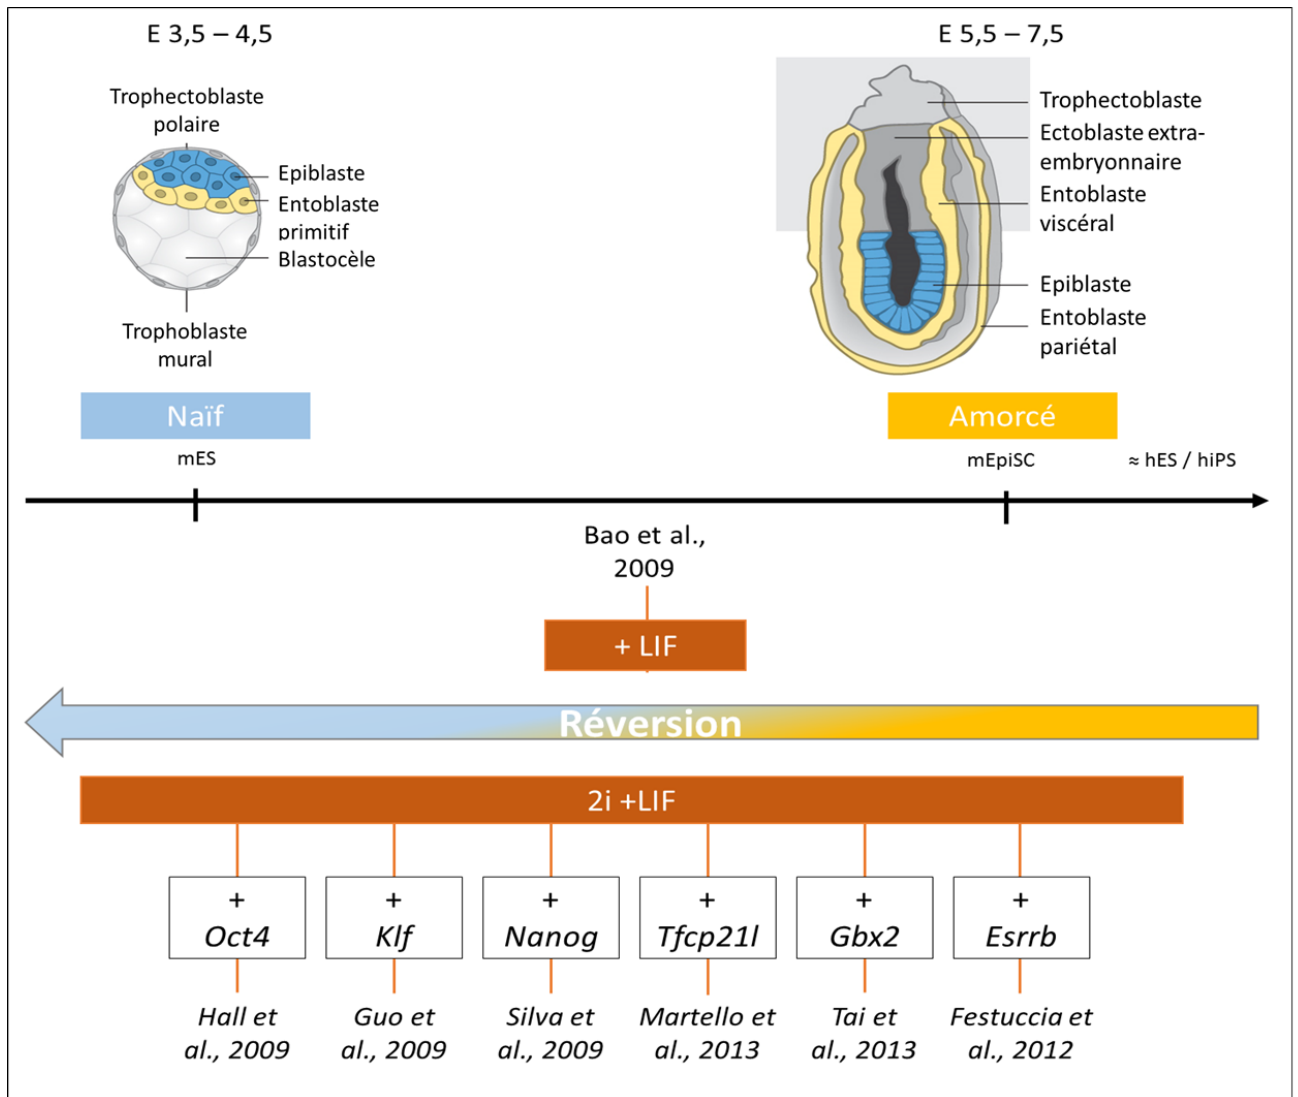 E 3,5 – 4,5
E 5,5 – 7,5
Trophectoblaste
polaire
Epiblaste
Entoblaste
primitif
Blastocèle
Trophoblaste
mural
Trophectoblaste
Ectoblaste extra-
embryonnaire
Entoblaste
viscéral
Epiblaste
Entoblaste
pariétal
Naïf
Amorcé
mES
mEpiSC
≈ hES / hiPS
Bao et al.,
2009
+ LIF
Réversion
2i +LIF
+
Oct4
+
Klf
+
Nanog
+
Tfcp21l
+
Gbx2
+
Esrrb
Hall et
al., 2009
Guo et
al., 2009
Silva et
al., 2009
Martello et
al., 2013
Tai et
al., 2013
Festuccia et
al., 2012